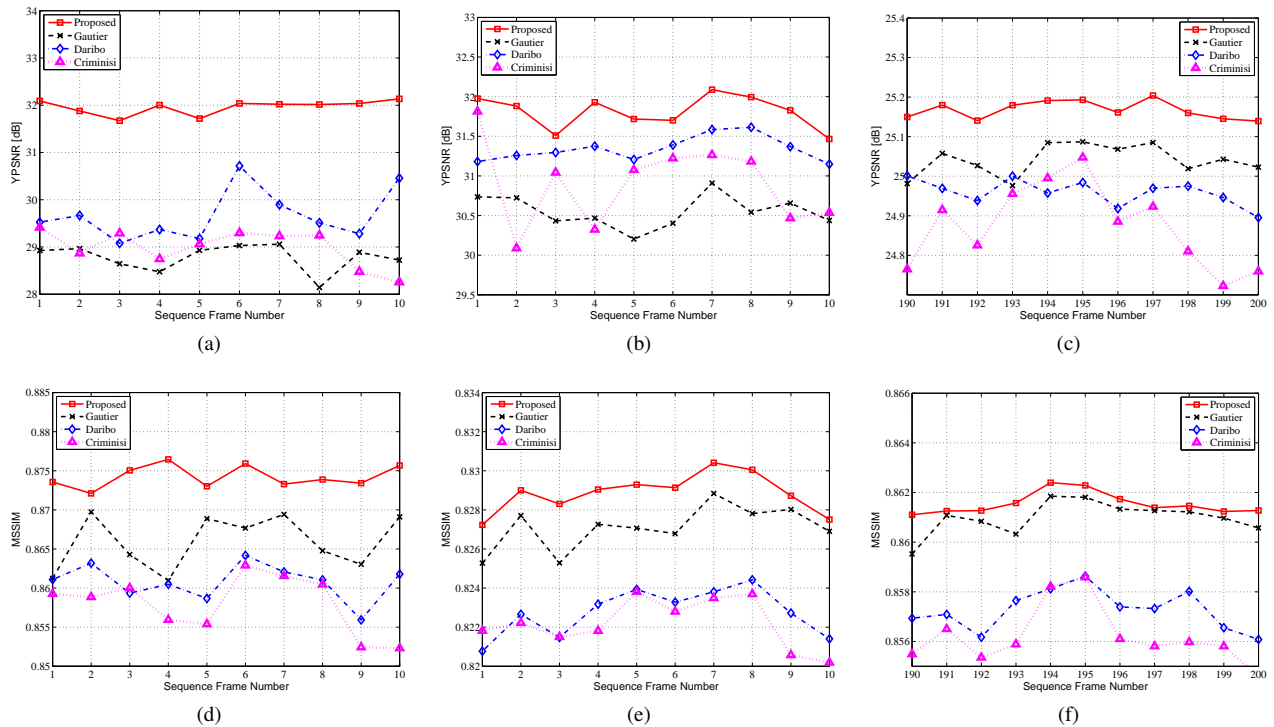 34
33
32
31
30
29
28
YPSNR [dB]
Proposed
Gautier
Daribo
Criminisi
1 2 3 4 5 6 7 8 9 10
Sequence Frame Number
(a)
33
32.5
32
31.5
31
30.5
30
29.5
YPSNR [dB]
Proposed
Gautier
Daribo
Criminisi
1 2 3 4 5 6 7 8 9 10
Sequence Frame Number
(b)
25.4
25.3
25.2
25.1
25.0
24.9
24.8
YPSNR [dB]
Proposed
Gautier
Daribo
Criminisi
190 191 192 193 194 195 196 197 198 199 200
Sequence Frame Number
(c)
0.885
0.88
0.875
0.87
0.865
0.86
0.855
0.85
MSSIM
Proposed
Gautier
Daribo
Criminisi
1 2 3 4 5 6 7 8 9 10
Sequence Frame Number
(d)
0.834
0.832
0.83
0.828
0.826
0.824
0.822
0.82
MSSIM
Proposed
Gautier
Daribo
Criminisi
1 2 3 4 5 6 7 8 9 10
Sequence Frame Number
(e)
0.866
0.864
0.862
0.86
0.858
0.856
MSSIM
Proposed
Gautier
Daribo
Criminisi
190 191 192 193 194 195 196 197 198 199 200
Sequence Frame Number
(f)